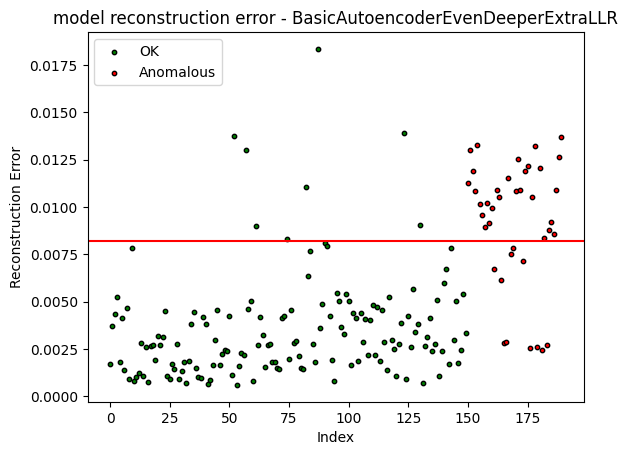 model reconstruction error - BasicAutoencoderEvenDeeperExtraLLR
OK
Anomalous
0.0175
0.0150
0.0125
0.0100
0.0075
0.0050
0.0025
0.0000
Reconstruction Error
0 25 50 75 100 125 150 175
Index